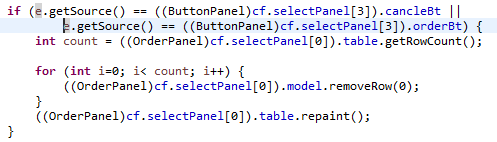 if (e.getSource() == ((ButtonPanel)cf.selectPanel[3]).cancleBt ||
e.getSource() == ((ButtonPanel)cf.selectPanel[3]).orderBt) {
int count = ((OrderPanel)cf.selectPanel[0]).table.getRowCount();
for (int i=0; i< count; i++) {
((OrderPanel)cf.selectPanel[0]).model.removeRow(0);
}
((OrderPanel)cf.selectPanel[0]).table.repaint();
}